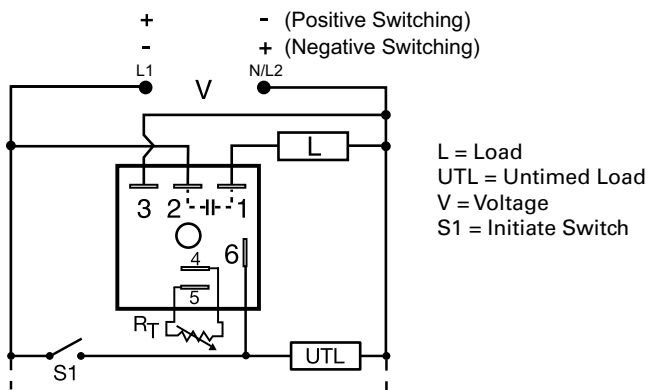 + - (Positive Switching)
- + (Negative Switching)
L1 N/L2
V
L
3 2 1
6
4
5
RT
S1
UTL
L = Load
UTL = Untimed Load
V = Voltage
S1 = Initiate Switch